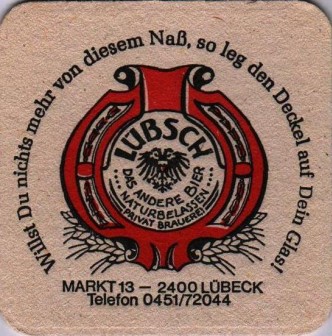 Willst Du nichts mehr von diesem Naß, so leg den Deckel auf Dein Glas!
LÜBSCH
DAS ANDERE BIER
...NATURBELASSEN...
PRIVAT BRAUEREI
MARKT 13 – 2400 LÜBECK
Telefon 0451/72044